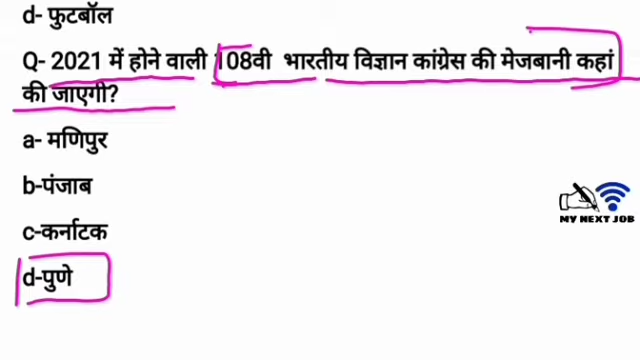 d- फुटबॉल
Q- 2021 में होने वाली 108वी भारतीय विज्ञान कांग्रेस की मेजबानी कहां
की जाएगी?
a- मणिपुर
b-पंजाब
c-कर्नाटक
d-पुणे
MY NEXT JOB